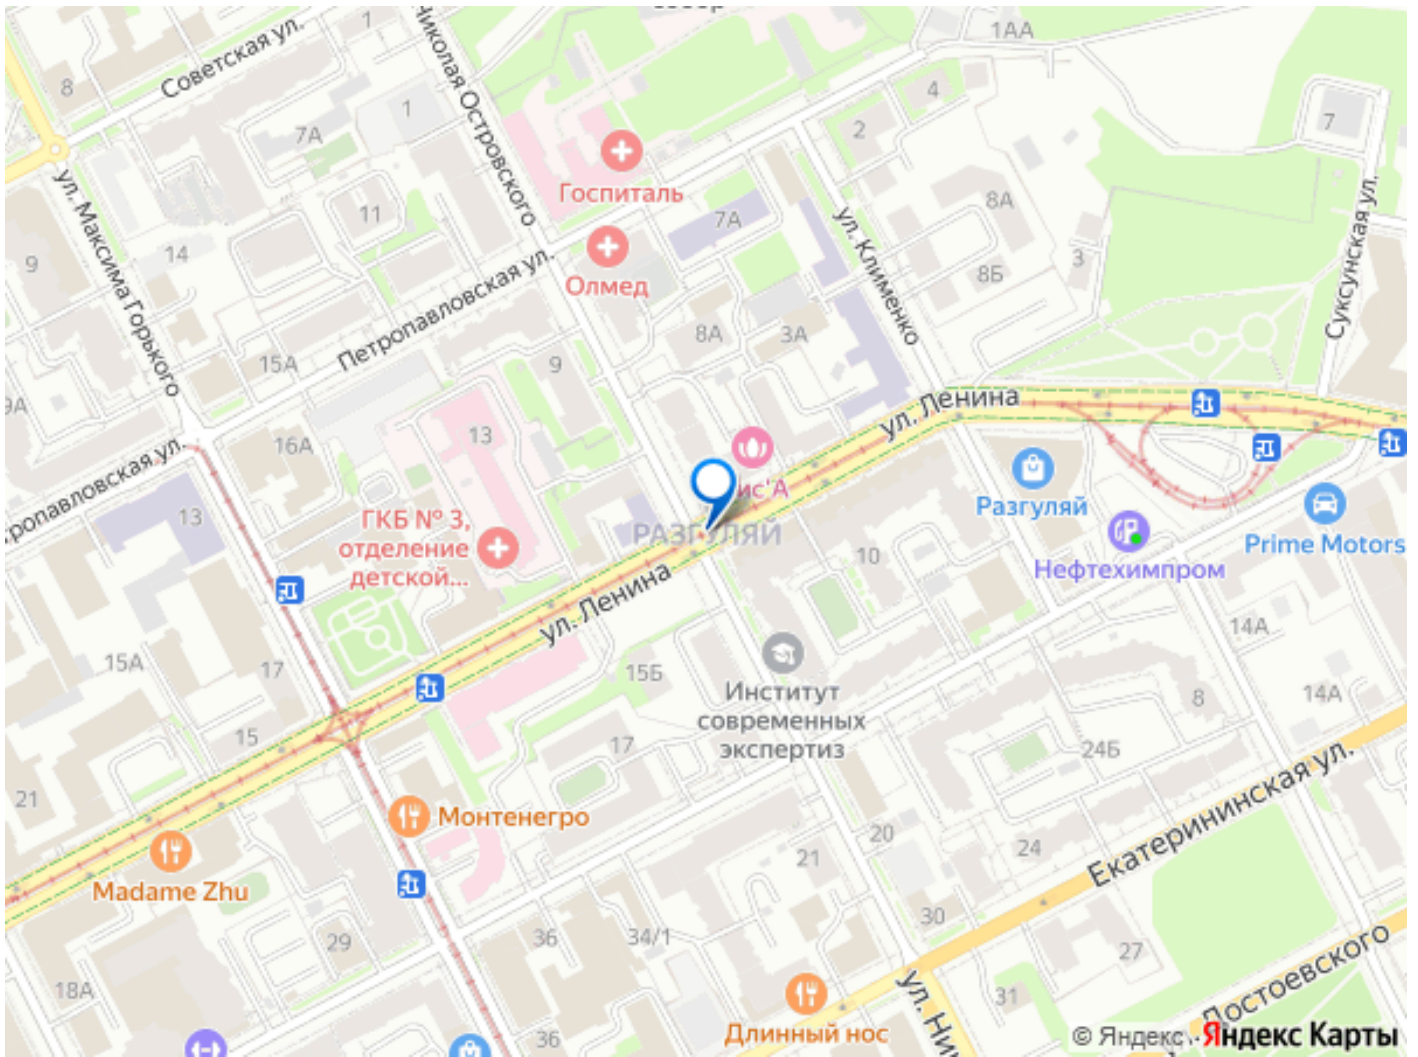 собор
1АА
1
Советская ул.
Николая Островского
8
1
4
7А
2
7
Госпиталь
ул. Максима Горького
11
7А
ул. Клименко
8А
Суксунская ул.
14
9
Олмед
Петропавловская ул.
8Б
3
8А
3А
15А
9
9А
ул. Ленина
16А
13
Петропавловская ул.
Разгуляй
13
ГКБ № 3,
отделение
детской...
РАЗГУЛЯЙ
Prime Motors
10
Нефтехимпром
ул. Ленина
14А
15А
17
15Б
Институт
современных
экспертиз
8
14А
15
17
24Б
21
Монтенегро
Екатерининская ул.
20
24
21
Madame Zhu
30
29
36
34/1
27
18А
31
Достоевского
36
Длинный нос
© Яндекс
Яндекс Карты